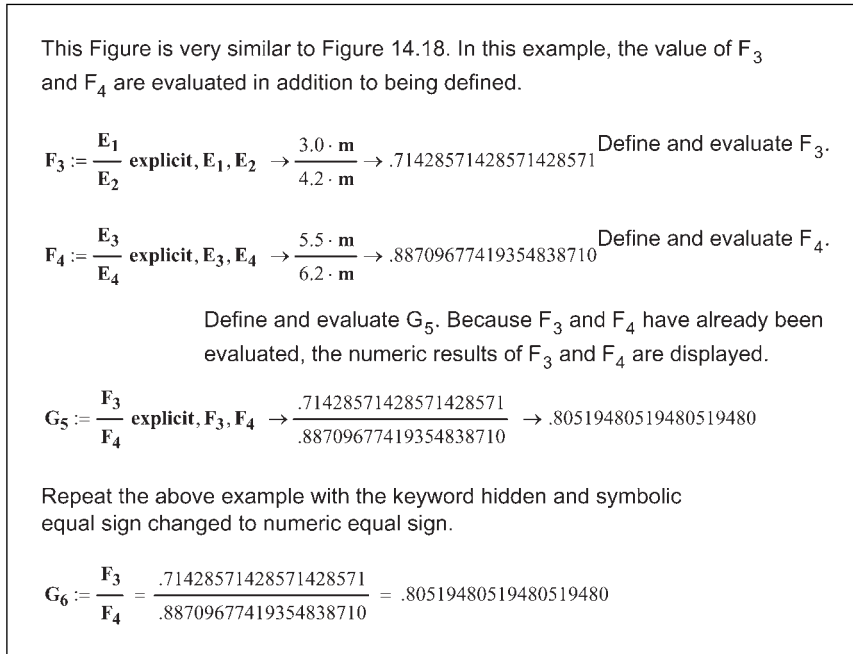 This Figure is very similar to Figure 14.18. In this example, the value of F₃
and F₄ are evaluated in addition to being defined.
F₃ := E₁/E₂ explicit, E₁, E₂ → 3.0 · m/4.2 · m → .71428571428571428571 Define and evaluate F₃.
F₄ := E₃/E₄ explicit, E₃, E₄ → 5.5 · m/6.2 · m → .88709677419354838710 Define and evaluate F₄.
Define and evaluate G₅. Because F₃ and F₄ have already been
evaluated, the numeric results of F₃ and F₄ are displayed.
G₅ := F₃/F₄ explicit, F₃, F₄ → .71428571428571428571/.88709677419354838710 → .80519480519480519480
Repeat the above example with the keyword hidden and symbolic
equal sign changed to numeric equal sign.
G₆ := F₃/F₄ = .71428571428571428571/.88709677419354838710 = .80519480519480519480